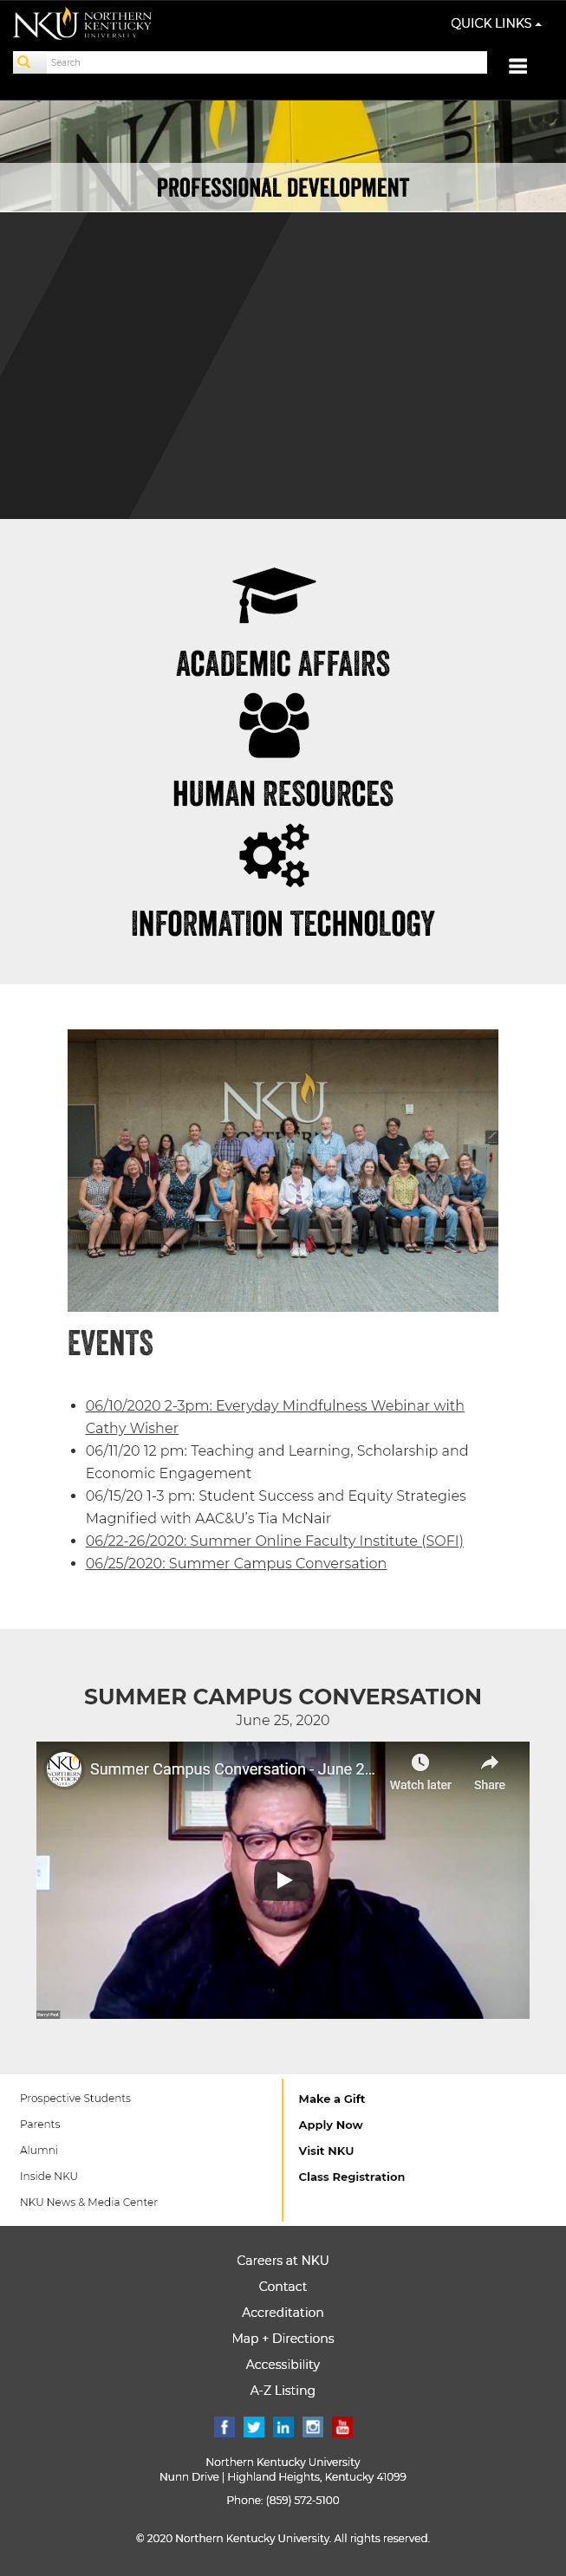 NKU NORTHERN
KENTUCKY
UNIVERSITY
QUICK LINKS
Search
PROFESSIONAL DEVELOPMENT
ACADEMIC AFFAIRS
HUMAN RESOURCES
INFORMATION TECHNOLOGY
NKU
EVENTS
06/10/2020 2-3pm: Everyday Mindfulness Webinar with
Cathy Wisher
06/11/20 12 pm: Teaching and Learning, Scholarship and
Economic Engagement
06/15/20 1-3 pm: Student Success and Equity Strategies
Magnified with AAC&U’s Tia McNair
06/22-26/2020: Summer Online Faculty Institute (SOFI)
06/25/2020: Summer Campus Conversation
SUMMER CAMPUS CONVERSATION
June 25, 2020
Summer Campus Conversation - June 2...
Watch later
Share
Prospective Students
Parents
Alumni
Inside NKU
NKU News & Media Center
Make a Gift
Apply Now
Visit NKU
Class Registration
Careers at NKU
Contact
Accreditation
Map + Directions
Accessibility
A-Z Listing
Northern Kentucky University
Nunn Drive | Highland Heights, Kentucky 41099
Phone: (859) 572-5100
© 2020 Northern Kentucky University. All rights reserved.